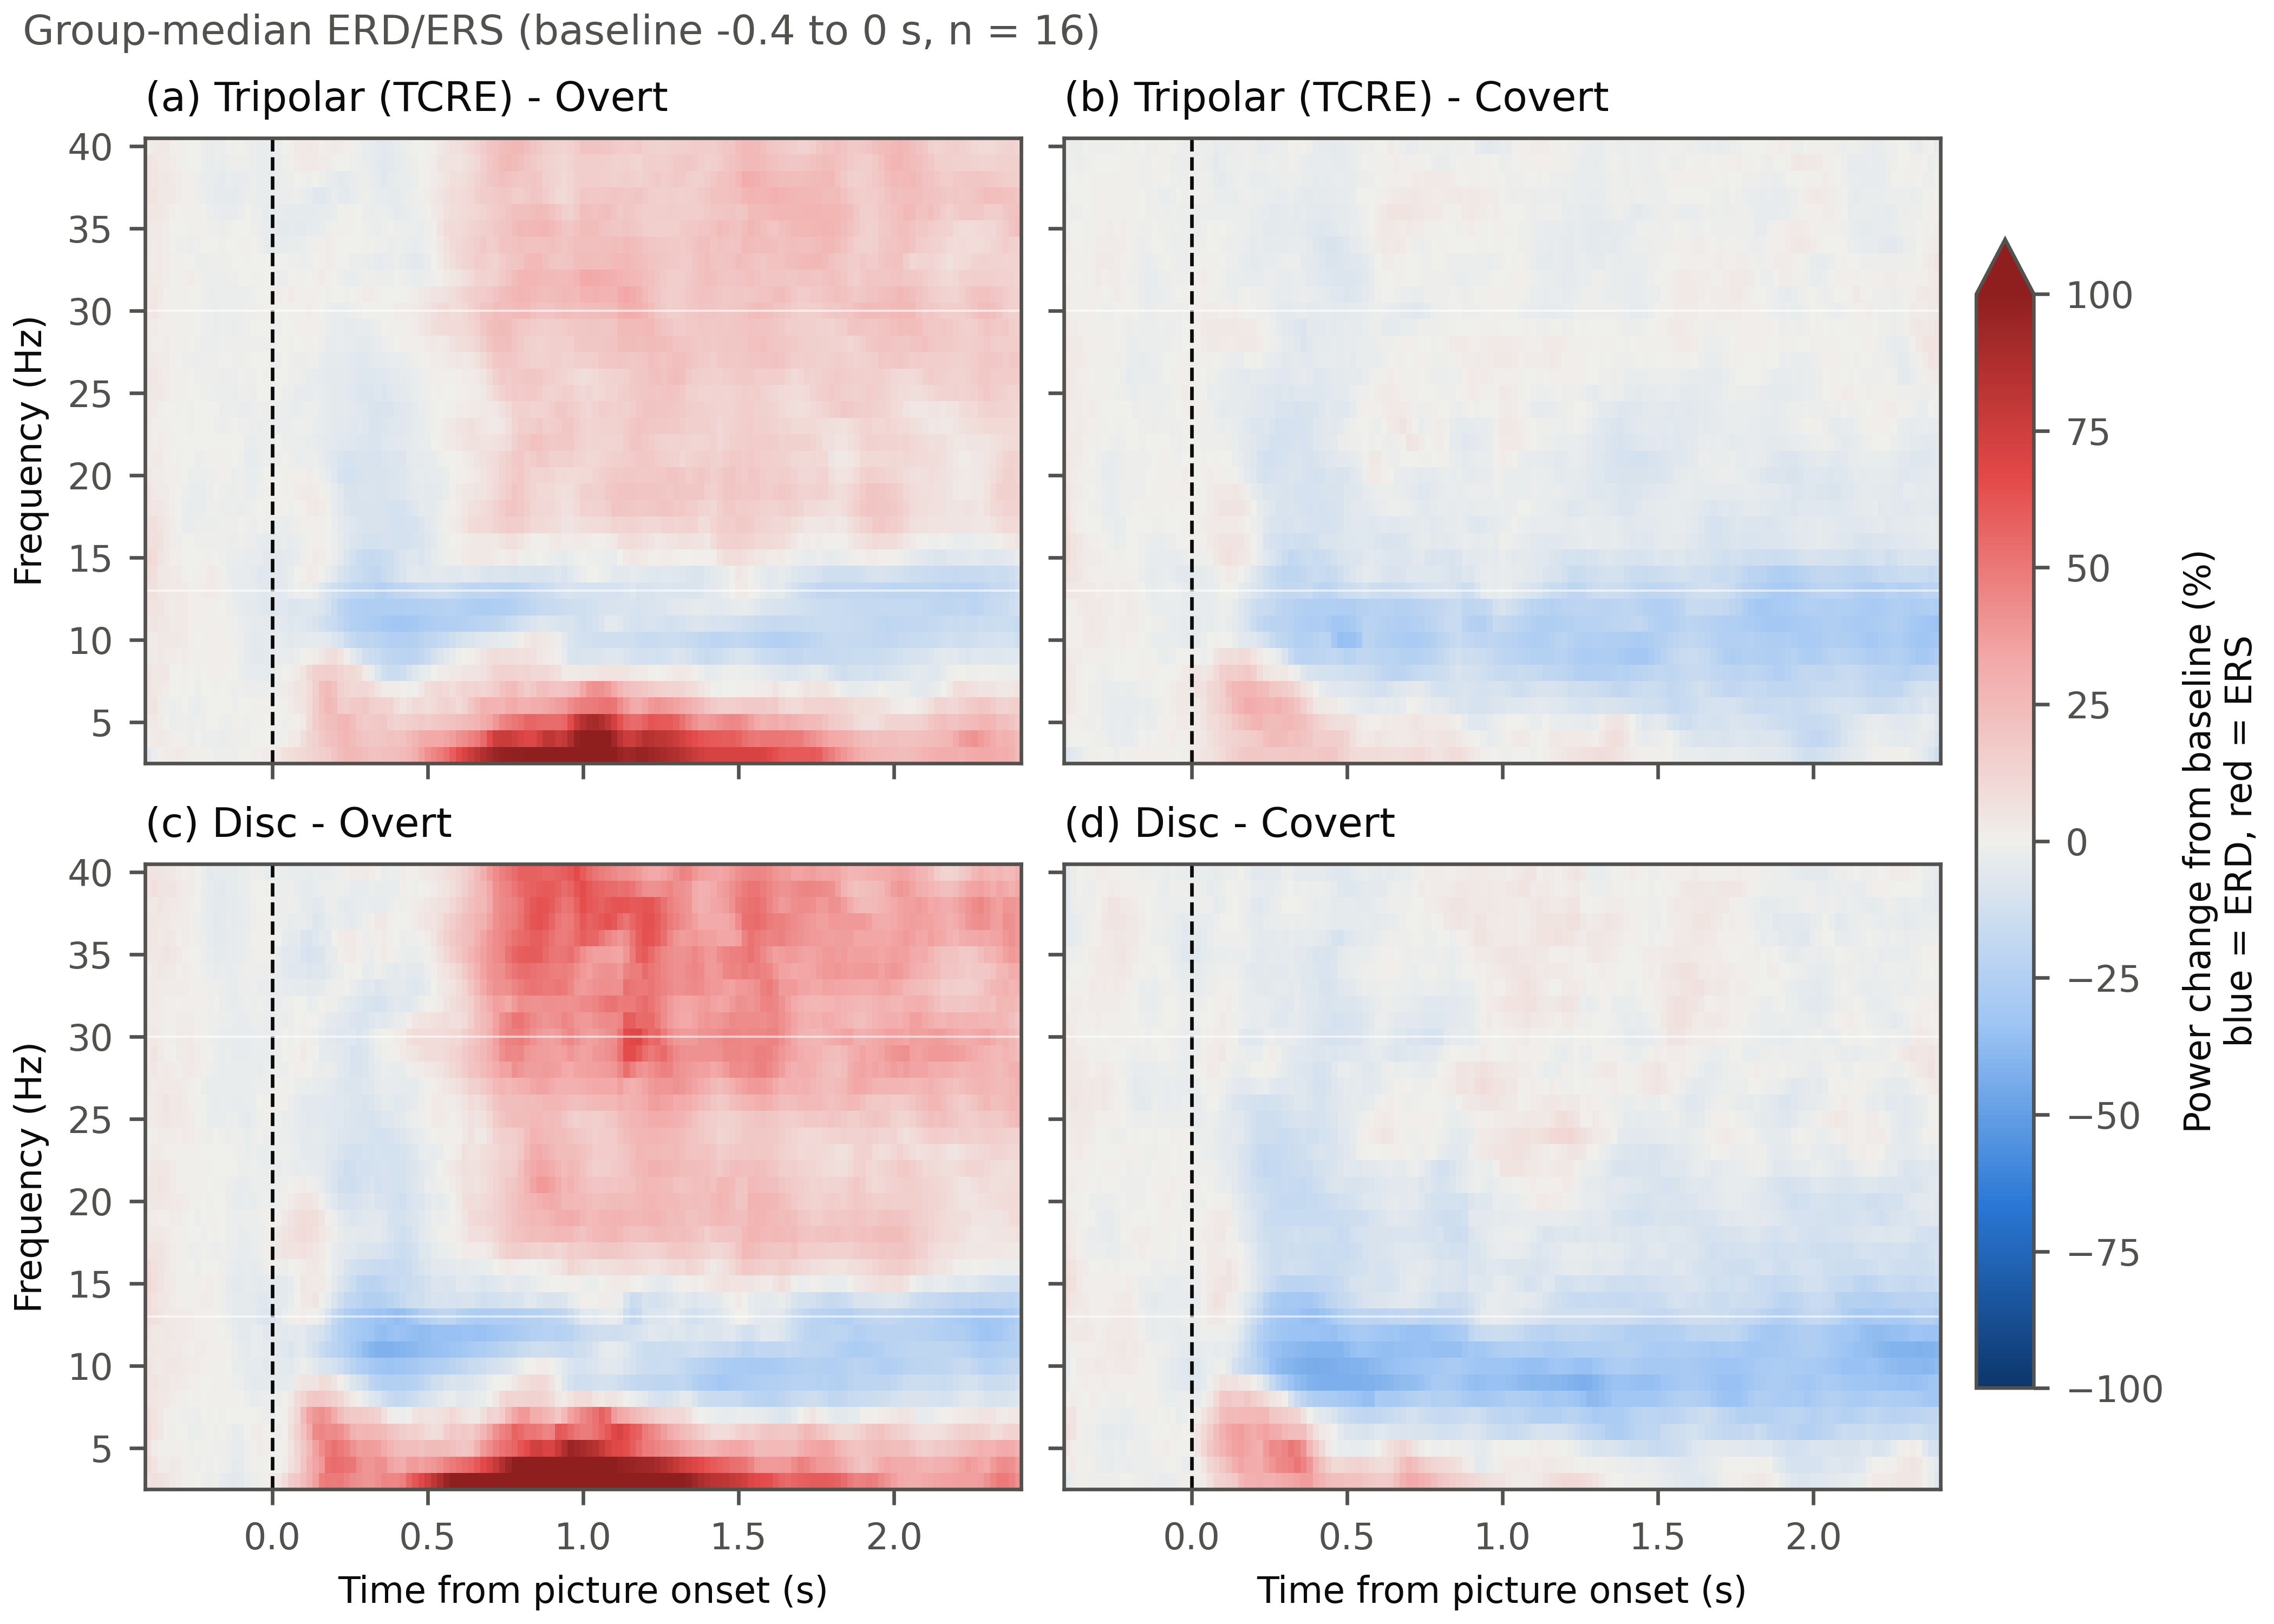 Group-median ERD/ERS (baseline -0.4 to 0 s, n = 16)
(a) Tripolar (TCRE) - Overt
(b) Tripolar (TCRE) - Covert
40
35
30
25
20
15
10
5
Frequency (Hz)
(c) Disc - Overt
(d) Disc - Covert
40
35
30
25
20
15
10
5
Frequency (Hz)
0.0 0.5 1.0 1.5 2.0
Time from picture onset (s)
0.0 0.5 1.0 1.5 2.0
Time from picture onset (s)
100
75
50
25
0
−25
−50
−75
−100
Power change from baseline (%)
blue = ERD, red = ERS